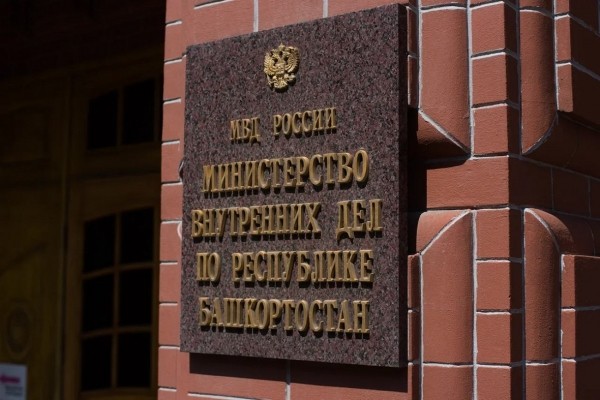 МВД РОССИИ
МИНИСТЕРСТВО
ВНУТРЕННИХ ДЕЛ
ПО РЕСПУБЛИКЕ
БАШКОРТОСТАН